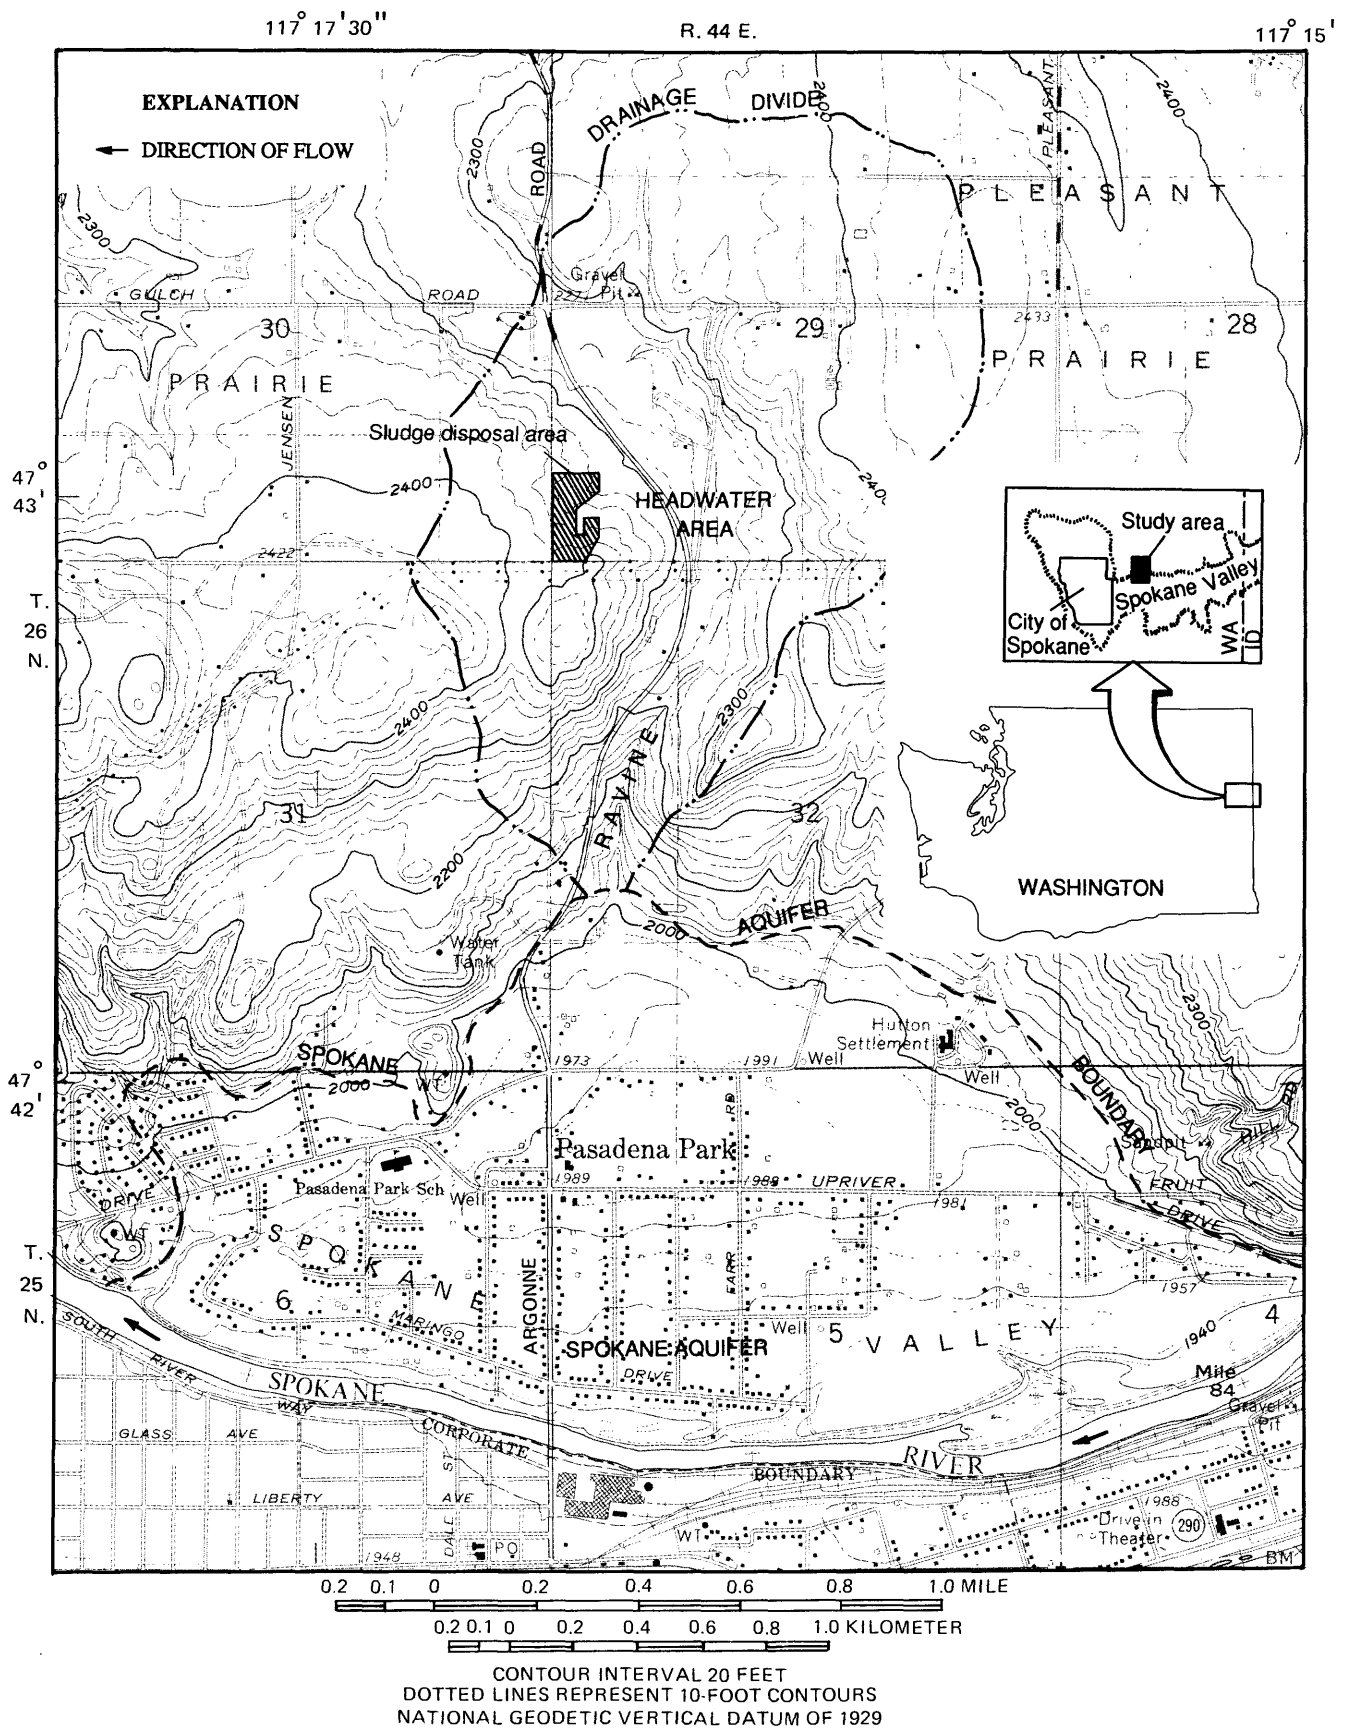 117° 17'30"
R. 44 E.
117° 15'
EXPLANATION
← DIRECTION OF FLOW
DRAINAGE DIVIDE
2400
2400
PLEASANT
ROAD
2300
PLEASANT
2300
Gravel
Pit
2271
GULCH ROAD
30
29
2433
28
PRAIRIE
PRAIRIE
JENSEN
Sludge disposal area
47°
43'
2400
2400
HEADWATER
AREA
2422
Study area
Spokane Valley
City of
Spokane
WA
ID
T.
26
N.
2400
2300
RAVINE
31
32
2200
WASHINGTON
AQUIFER
2000
Water
Tank
2300
Hutton
Settlement
SPOKANE
1973
1991
Well
47°
42'
2000
WT
Well
BOUNDARY
RD
2000
RD
Sandpit
HILL
Pasadena Park
Pasadena Park Sch
Well
1989
1988
UPRIVER
1981
FRUIT
DRIVE
DRIVE
WT
SPOKANE
T.
25
N.
ARGONNE
FARR
1957
6
MARINGO
Well
5
VALLEY
4
1940
SOUTH
RIVER
WAY
SPOKANE AQUIFER
DRIVE
Mile
84
SPOKANE
Gravel
Pit
GLASS AVE
CORPORATE
BOUNDARY
RIVER
LIBERTY AVE
DALE ST
1988
Drive-in
Theater
290
WT
1948
PO
BM
0.2 0.1 0 0.2 0.4 0.6 0.8 1.0 MILE
0.2 0.1 0 0.2 0.4 0.6 0.8 1.0 KILOMETER
CONTOUR INTERVAL 20 FEET
DOTTED LINES REPRESENT 10-FOOT CONTOURS
NATIONAL GEODETIC VERTICAL DATUM OF 1929